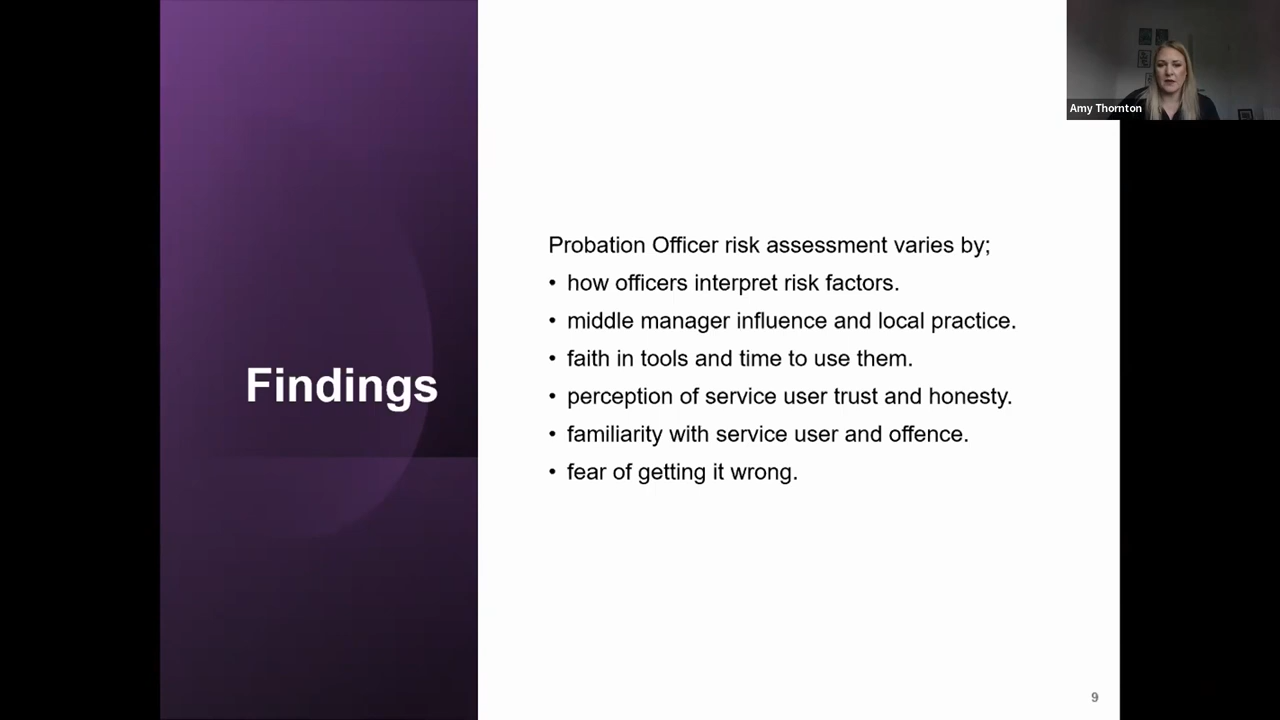 Amy Thornton
Findings
Probation Officer risk assessment varies by;
• how officers interpret risk factors.
• middle manager influence and local practice.
• faith in tools and time to use them.
• perception of service user trust and honesty.
• familiarity with service user and offence.
• fear of getting it wrong.
9